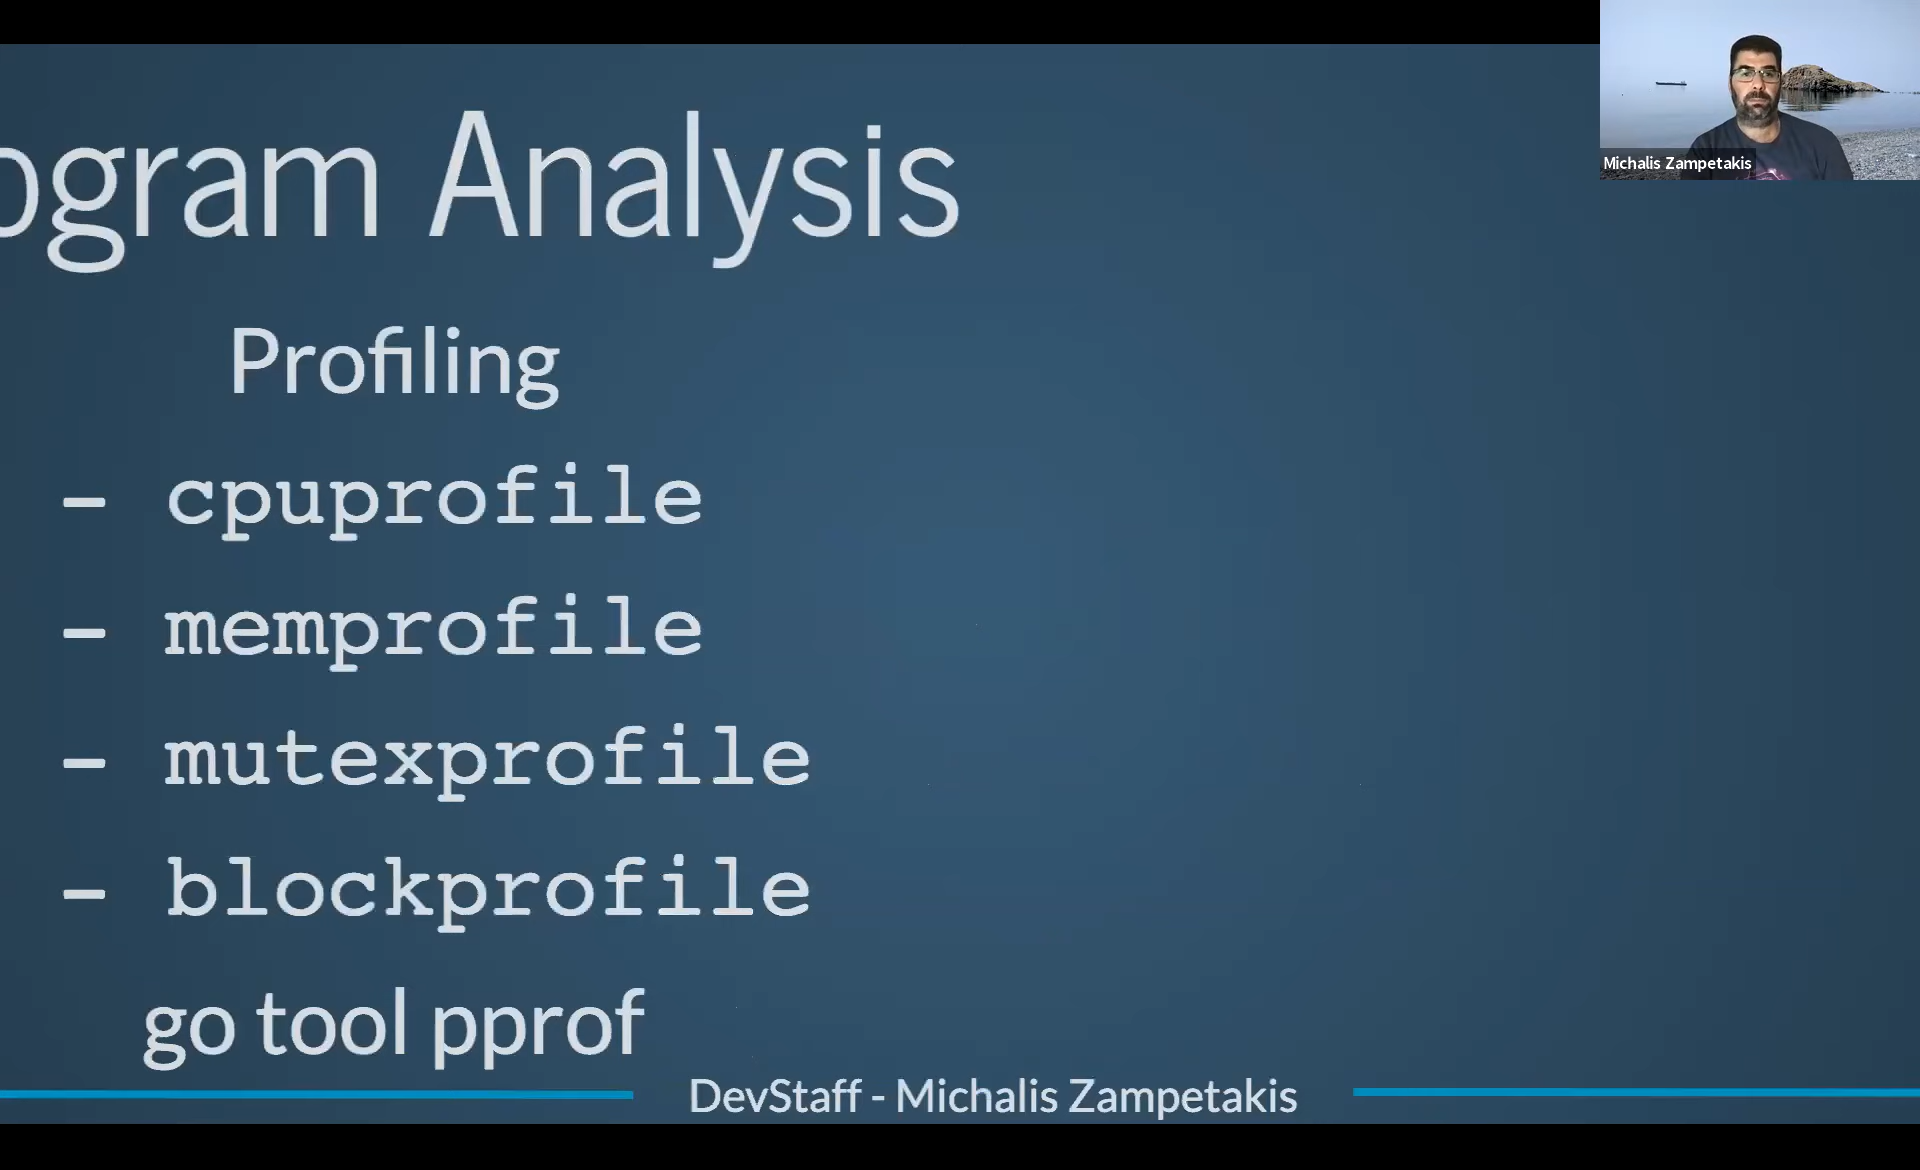 ogram Analysis
Profiling
- cpuprofile
- memprofile
- mutexprofile
- blockprofile
go tool pprof
DevStaff - Michalis Zampetakis
Michalis Zampetakis